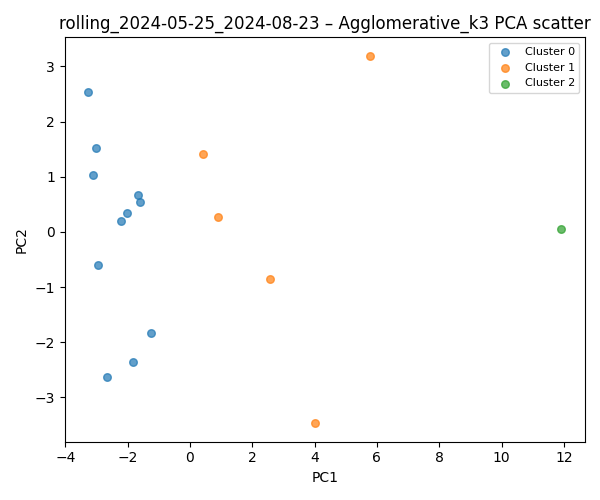 rolling_2024-05-25_2024-08-23 – Agglomerative_k3 PCA scatter
Cluster 0
Cluster 1
Cluster 2
3
2
1
0
−1
−2
−3
PC2
−4 −2 0 2 4 6 8 10 12
PC1